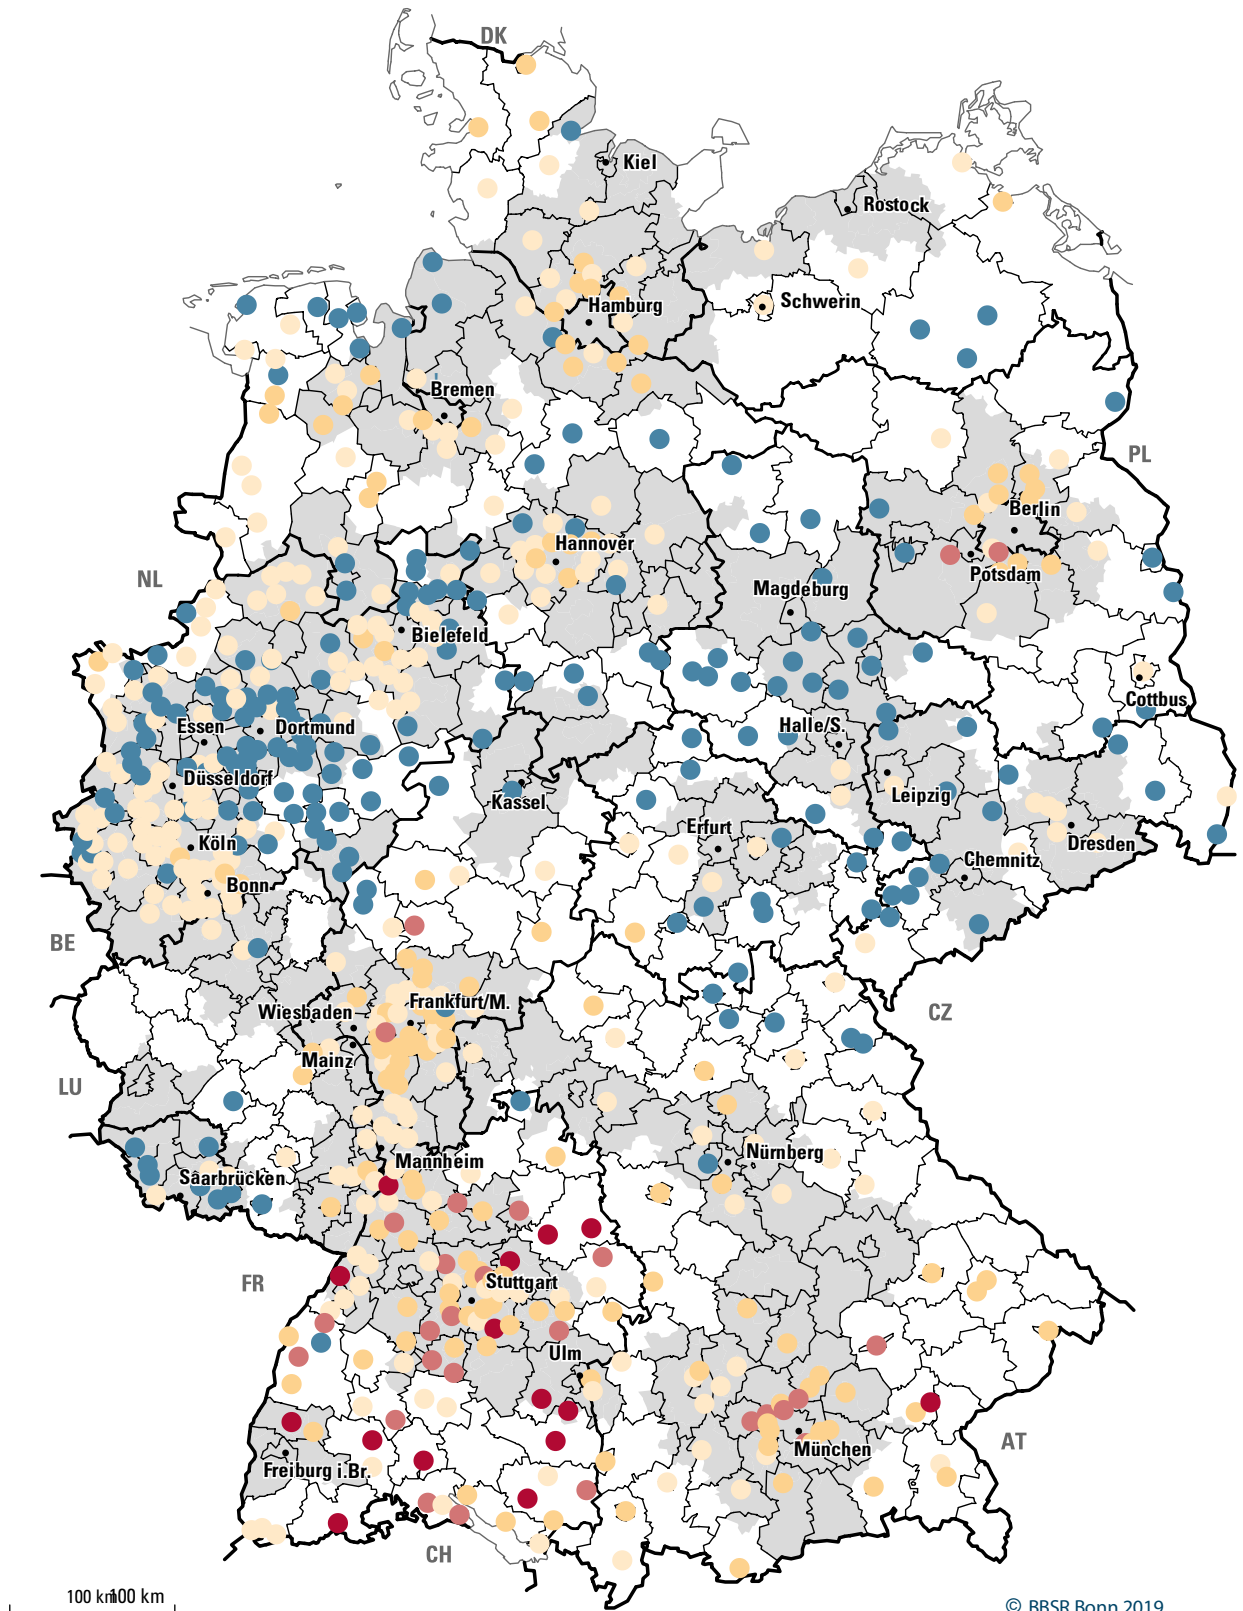 DK
Kiel
Rostock
Schwerin
Hamburg
Bremen
PL
Berlin
Hannover
Potsdam
NL
Magdeburg
Bielefeld
Cottbus
Essen
Dortmund
Halle/S.
Düsseldorf
Kassel
Leipzig
Erfurt
Dresden
Köln
Chemnitz
Bonn
BE
Wiesbaden
Frankfurt/M.
CZ
Mainz
LU
Nürnberg
Mannheim
Saarbrücken
FR
Stuttgart
Ulm
München
AT
Freiburg i.Br.
CH
100 km
100 km
© BBSR Bonn 2019